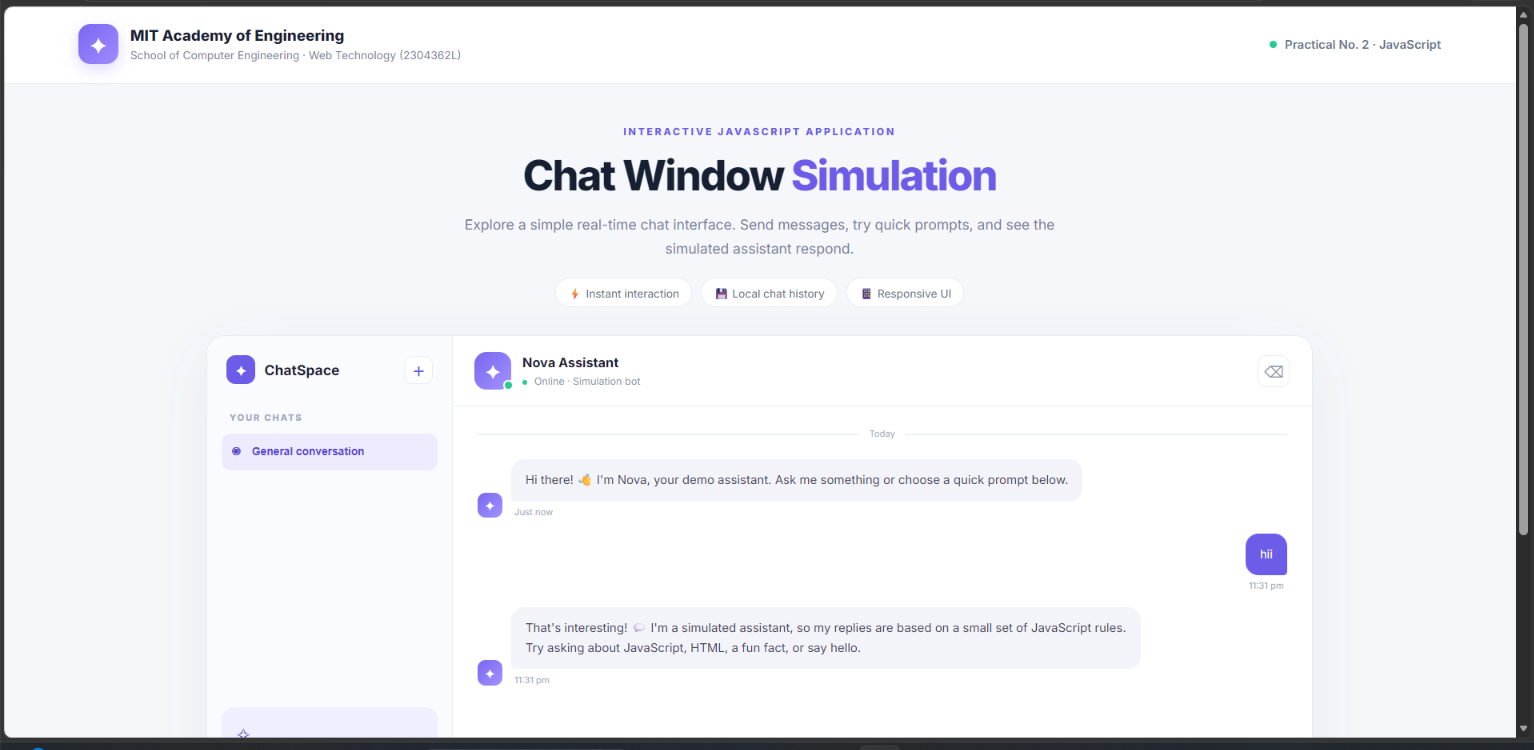 MIT Academy of Engineering
School of Computer Engineering · Web Technology (2304362L)
Practical No. 2 · JavaScript
INTERACTIVE JAVASCRIPT APPLICATION
Chat Window Simulation
Explore a simple real-time chat interface. Send messages, try quick prompts, and see the
simulated assistant respond.
Instant interaction
Local chat history
Responsive UI
ChatSpace
+
YOUR CHATS
General conversation
Nova Assistant
Online · Simulation bot
Today
Hi there! 👋 I'm Nova, your demo assistant. Ask me something or choose a quick prompt below.
Just now
hii
11:31 pm
That's interesting! 💭 I'm a simulated assistant, so my replies are based on a small set of JavaScript rules.
Try asking about JavaScript, HTML, a fun fact, or say hello.
11:31 pm